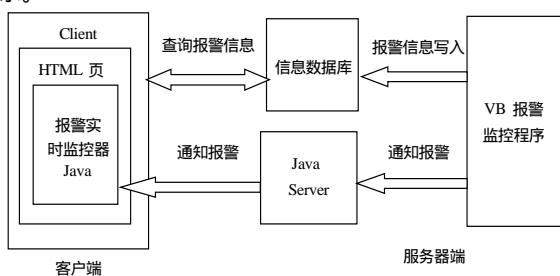 Client
HTML 页
报警实
时监控器
Java
查询报警信息
信息数据库
报警信息写入
VB 报警
监控程序
通知报警
Java
Server
通知报警
客户端
服务器端